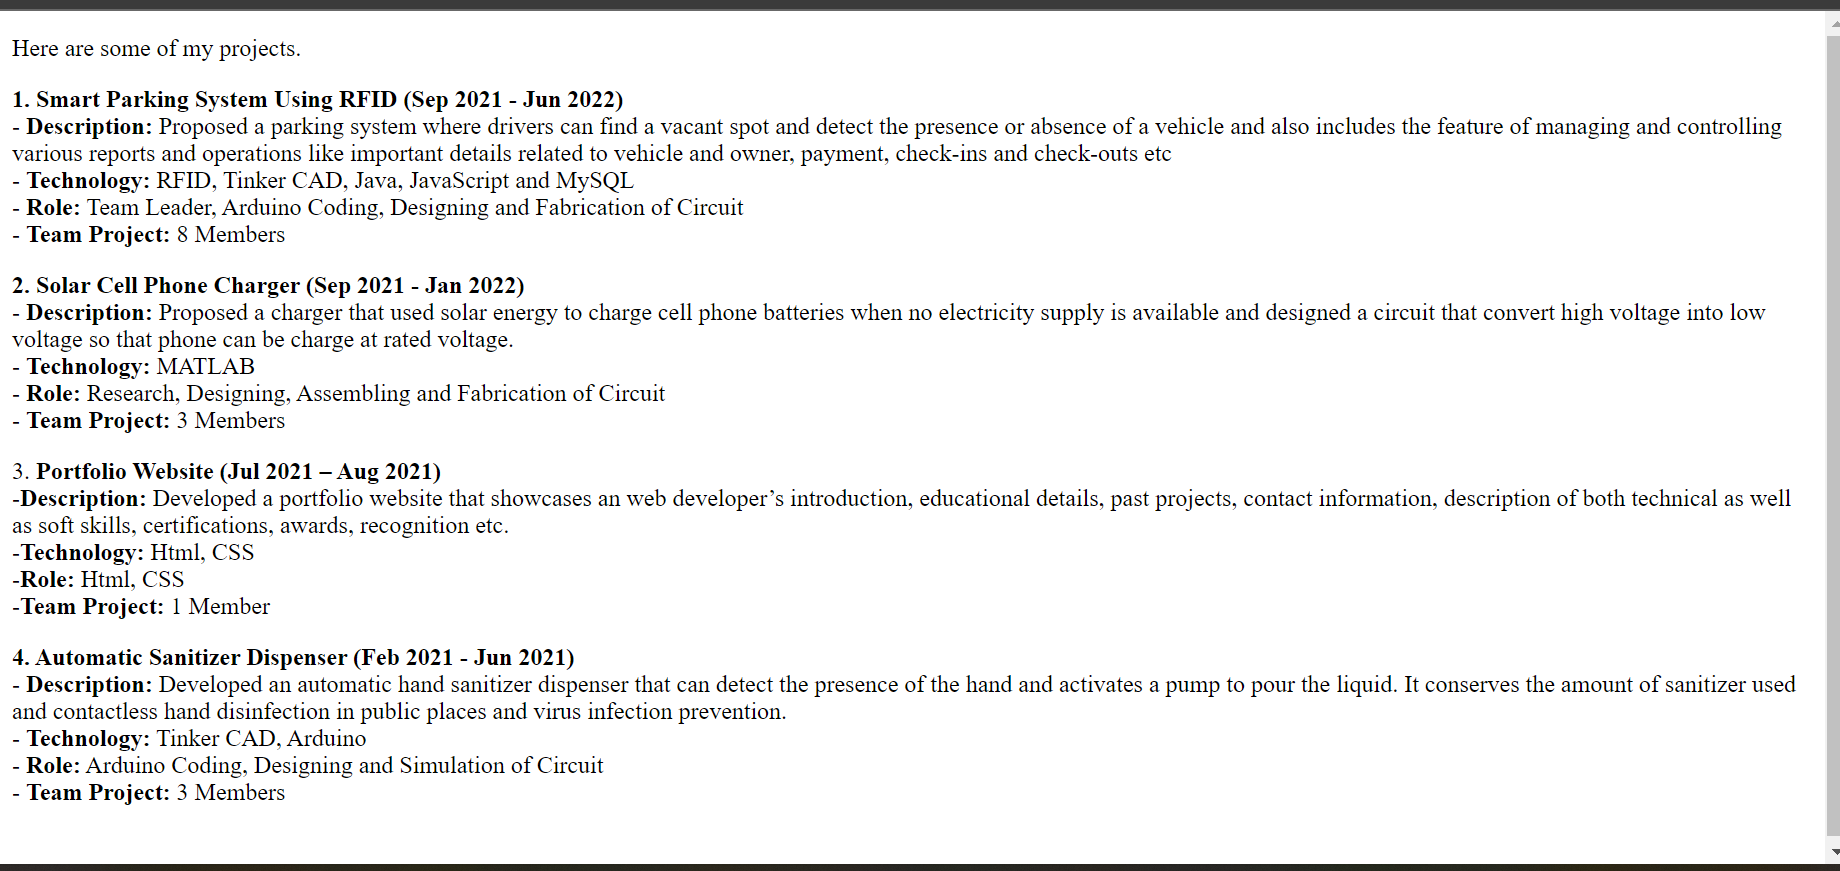 Here are some of my projects.
1. Smart Parking System Using RFID (Sep 2021 - Jun 2022)
- Description: Proposed a parking system where drivers can find a vacant spot and detect the presence or absence of a vehicle and also includes the feature of managing and controlling
various reports and operations like important details related to vehicle and owner, payment, check-ins and check-outs etc
- Technology: RFID, Tinker CAD, Java, JavaScript and MySQL
- Role: Team Leader, Arduino Coding, Designing and Fabrication of Circuit
- Team Project: 8 Members
2. Solar Cell Phone Charger (Sep 2021 - Jan 2022)
- Description: Proposed a charger that used solar energy to charge cell phone batteries when no electricity supply is available and designed a circuit that convert high voltage into low
voltage so that phone can be charge at rated voltage.
- Technology: MATLAB
- Role: Research, Designing, Assembling and Fabrication of Circuit
- Team Project: 3 Members
3. Portfolio Website (Jul 2021 – Aug 2021)
-Description: Developed a portfolio website that showcases an web developer’s introduction, educational details, past projects, contact information, description of both technical as well
as soft skills, certifications, awards, recognition etc.
-Technology: Html, CSS
-Role: Html, CSS
-Team Project: 1 Member
4. Automatic Sanitizer Dispenser (Feb 2021 - Jun 2021)
- Description: Developed an automatic hand sanitizer dispenser that can detect the presence of the hand and activates a pump to pour the liquid. It conserves the amount of sanitizer used
and contactless hand disinfection in public places and virus infection prevention.
- Technology: Tinker CAD, Arduino
- Role: Arduino Coding, Designing and Simulation of Circuit
- Team Project: 3 Members